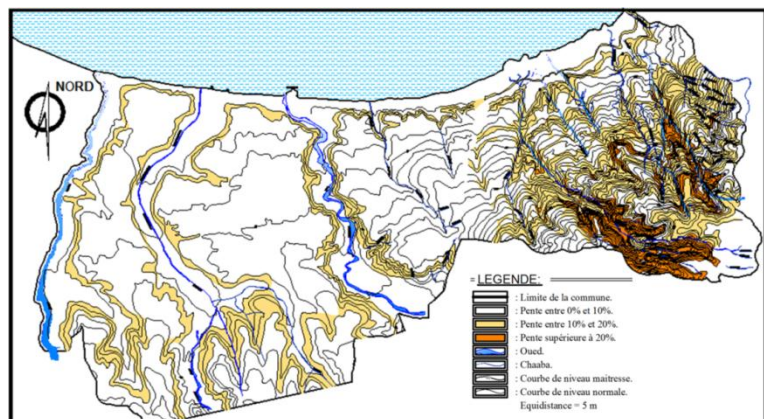 NORD
LEGENDE:
: Limite de la commune.
: Pente entre 0% et 10%.
: Pente entre 10% et 20%.
: Pente supérieure à 20%.
: Oued.
: Chaaba.
: Courbe de niveau maitresse.
: Courbe de niveau normale.
Equidistance = 5 m